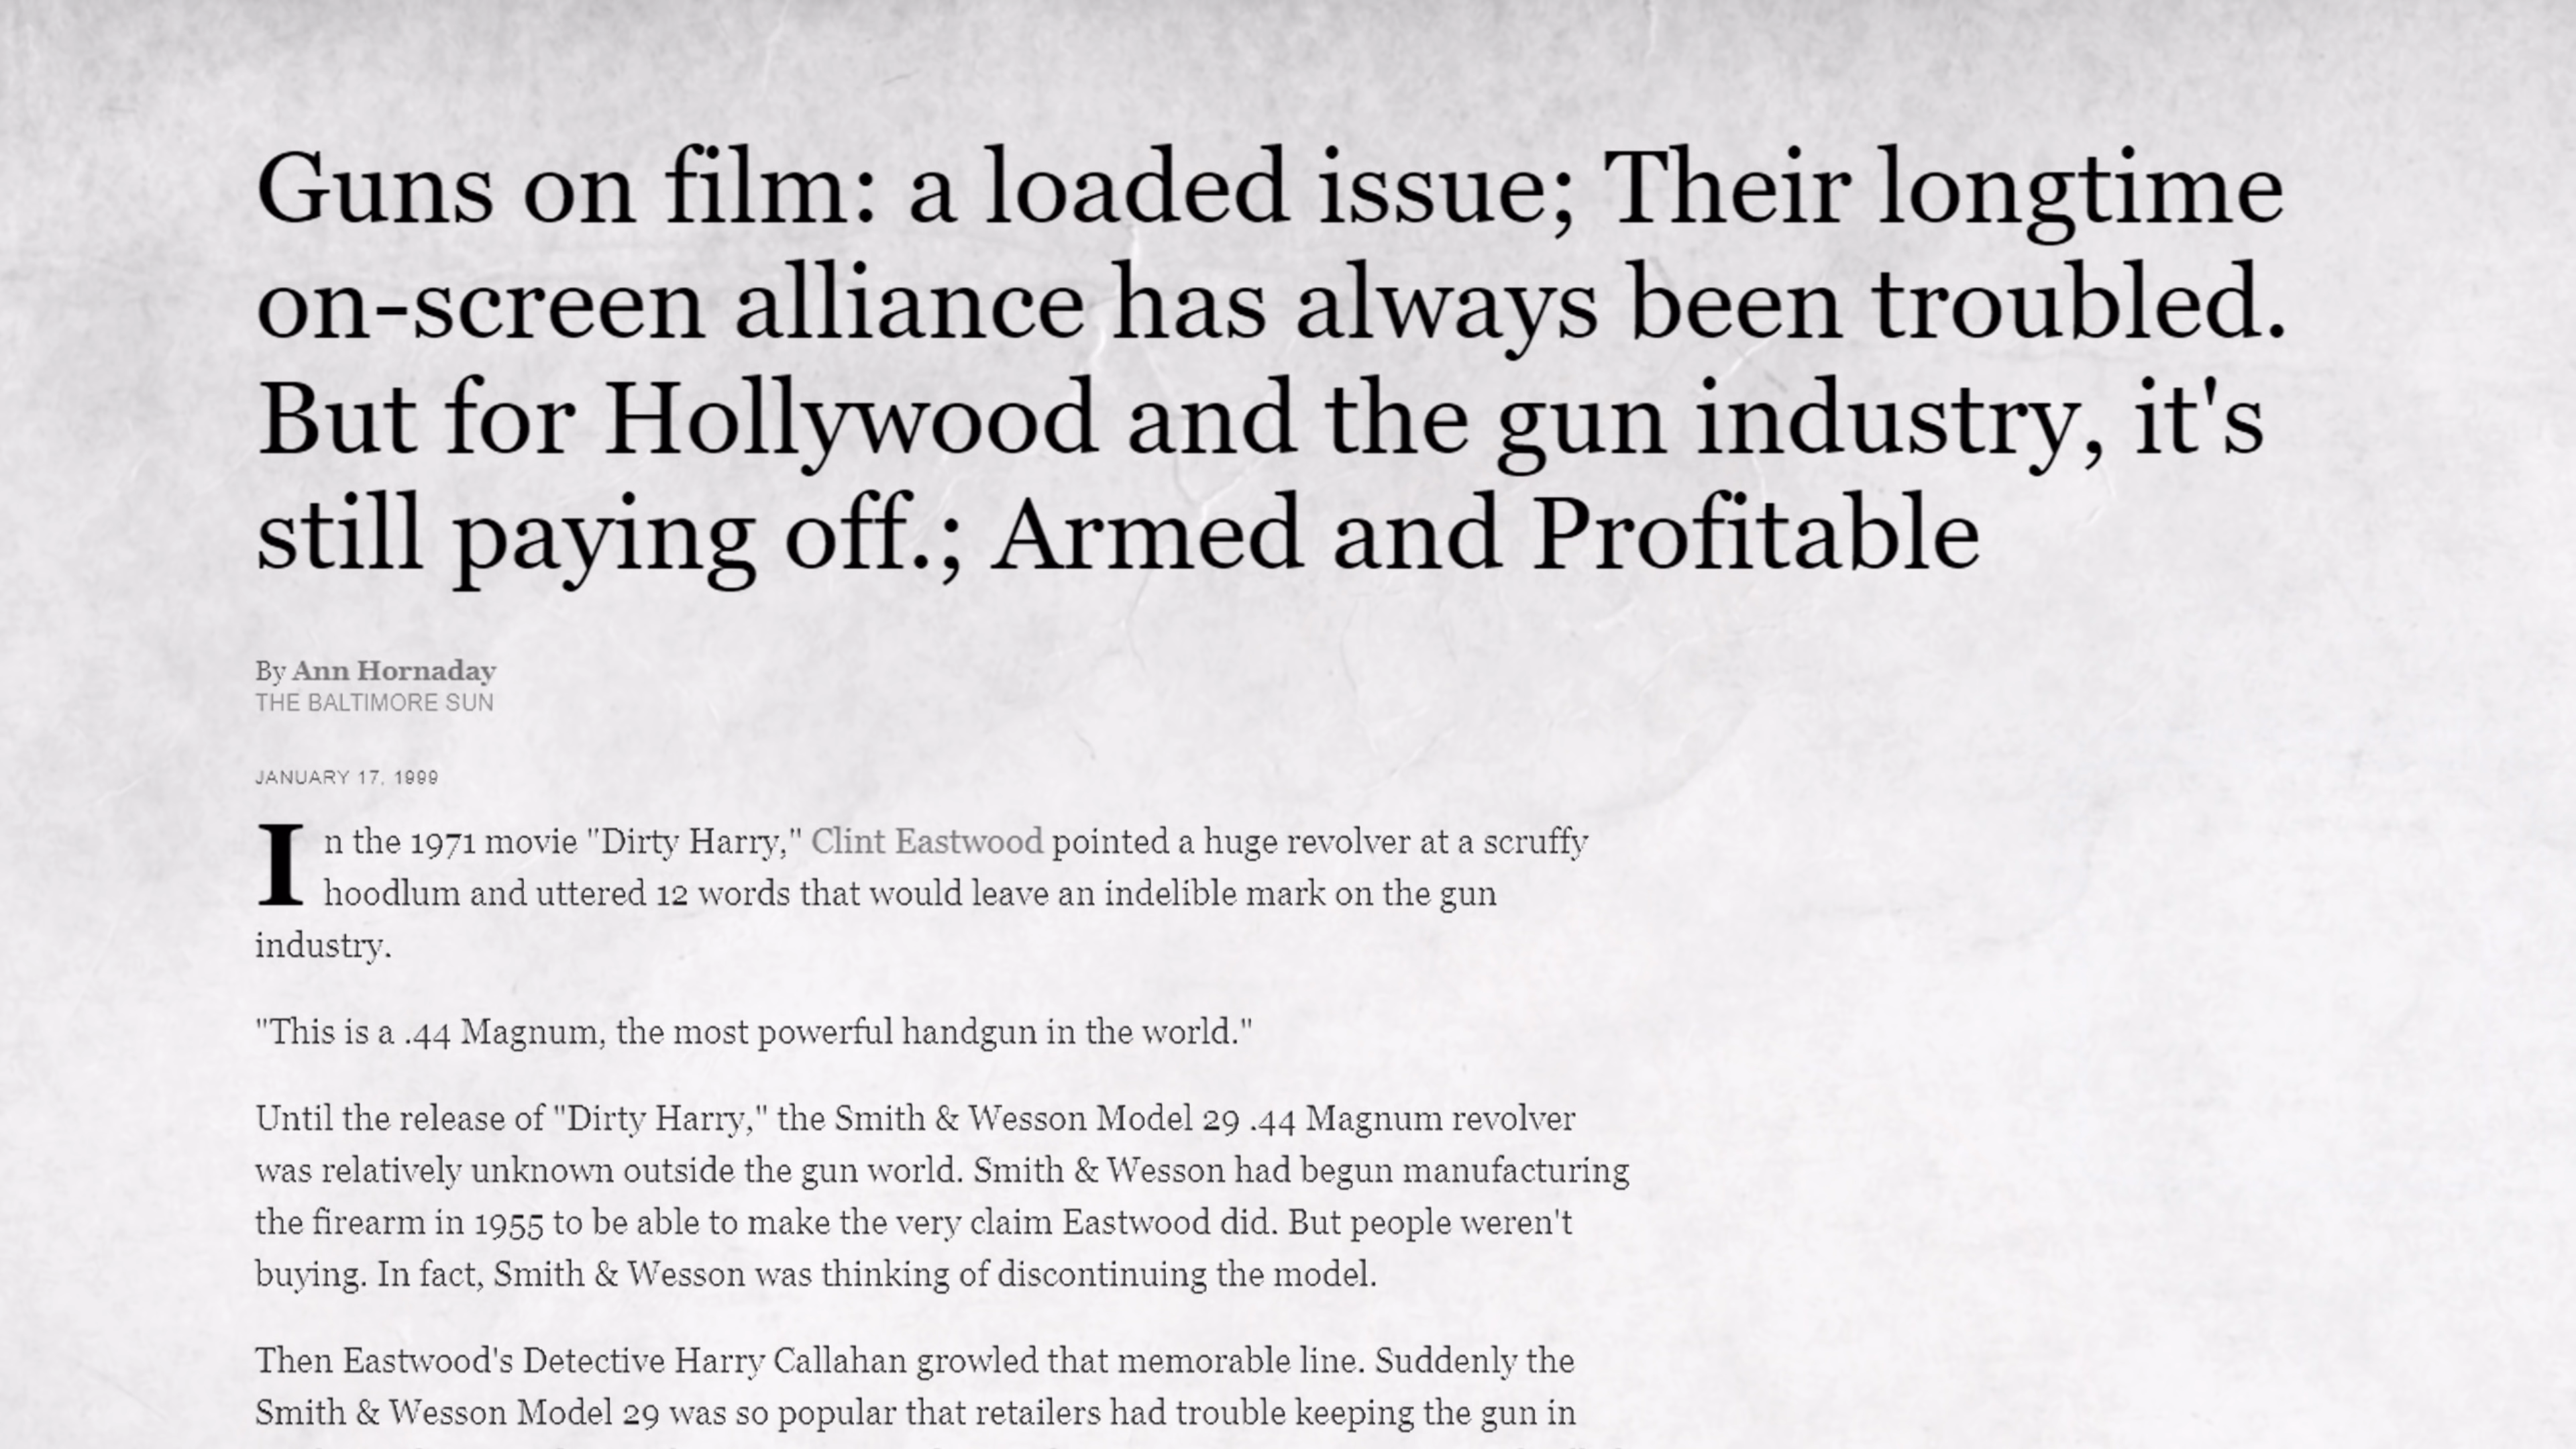 Guns on film: a loaded issue; Their longtime
on-screen alliance has always been troubled.
But for Hollywood and the gun industry, it's
still paying off.; Armed and Profitable
By Ann Hornaday
THE BALTIMORE SUN
JANUARY 17, 1999
In the 1971 movie "Dirty Harry," Clint Eastwood pointed a huge revolver at a scruffy
hoodlum and uttered 12 words that would leave an indelible mark on the gun
industry.
"This is a .44 Magnum, the most powerful handgun in the world."
Until the release of "Dirty Harry," the Smith & Wesson Model 29 .44 Magnum revolver
was relatively unknown outside the gun world. Smith & Wesson had begun manufacturing
the firearm in 1955 to be able to make the very claim Eastwood did. But people weren't
buying. In fact, Smith & Wesson was thinking of discontinuing the model.
Then Eastwood's Detective Harry Callahan growled that memorable line. Suddenly the
Smith & Wesson Model 29 was so popular that retailers had trouble keeping the gun in